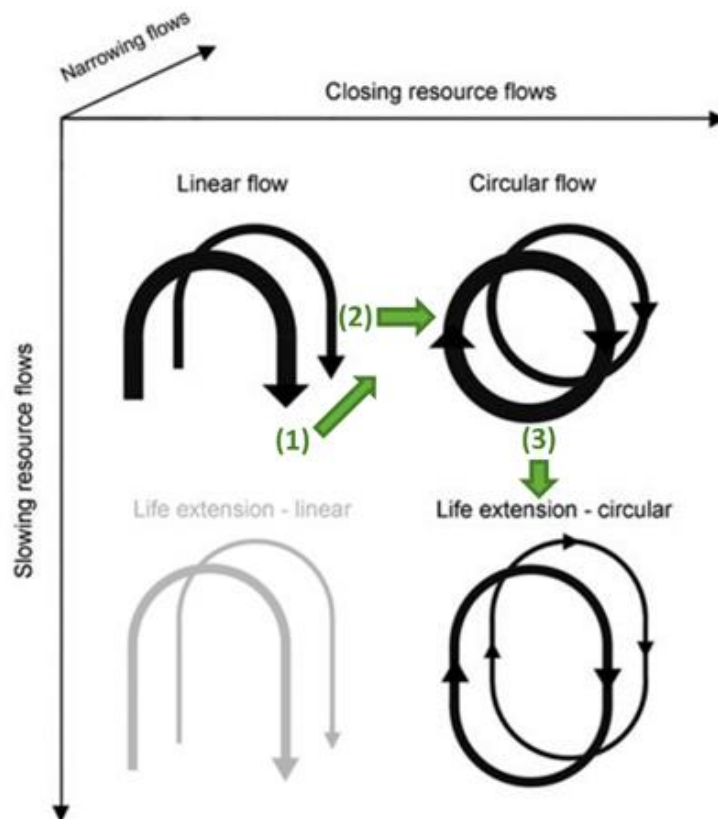 Narrowing flows
Closing resource flows
Linear flow
Circular flow
(2)
(1)
(3)
Slowing resource flows
Life extension - linear
Life extension - circular